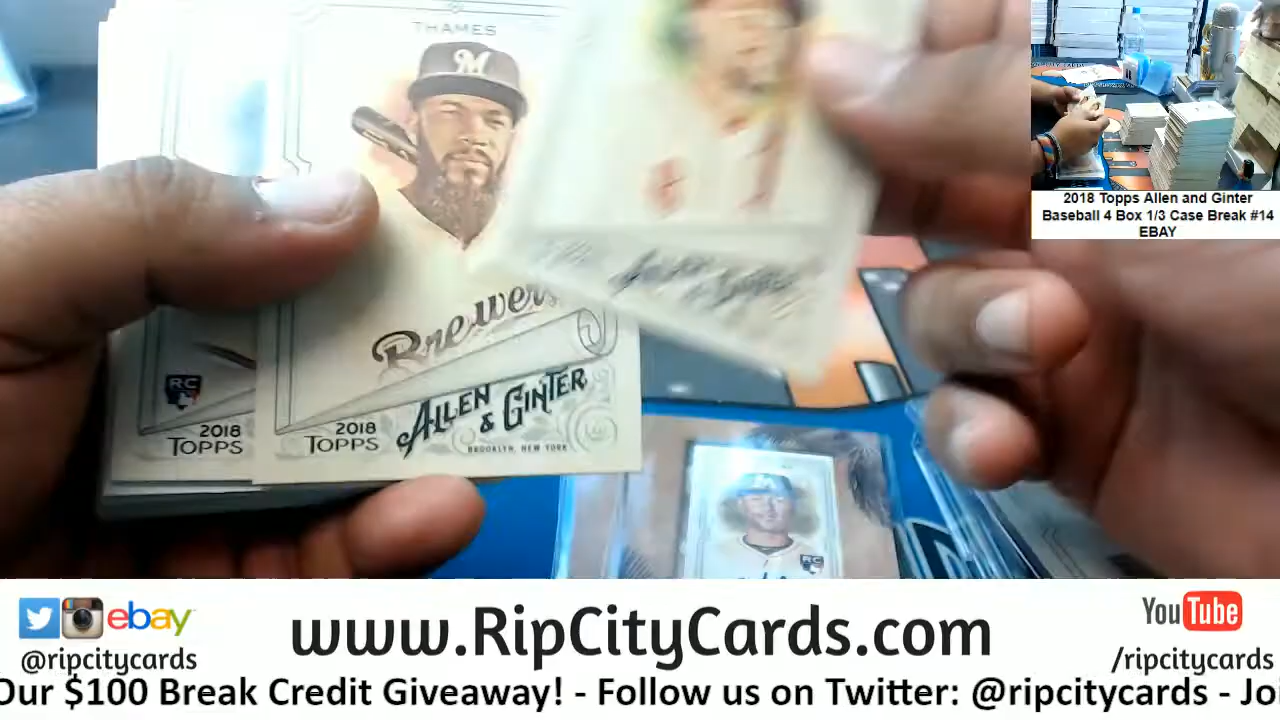 THAMES
M
Brewers
2018
TOPPS
ALLEN
& GINTER
BROOKLYN, NEW YORK
RC
2018
TOPPS
RC
2018 Topps Allen and Ginter
Baseball 4 Box 1/3 Case Break #14
EBAY
ebay
@ripcitycards
www.RipCityCards.com
YouTube
/ripcitycards
Our $100 Break Credit Giveaway! - Follow us on Twitter: @ripcitycards - Joi